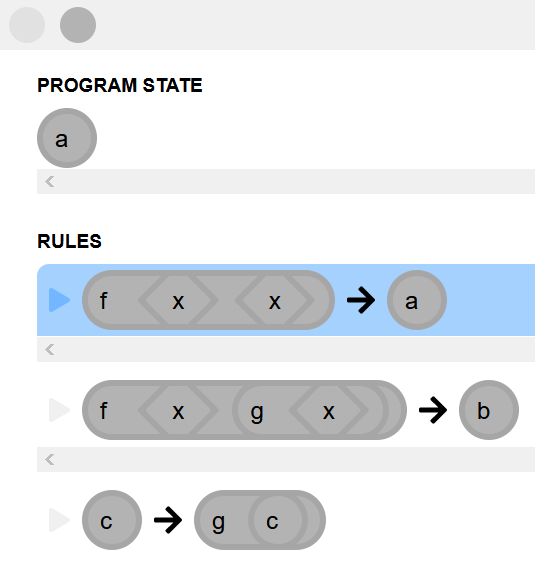 PROGRAM STATE
a
RULES
f x x → a
f x g x → b
c → g c